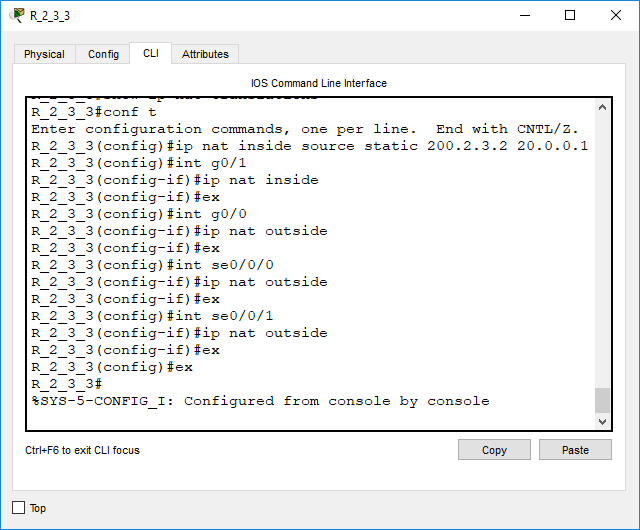 R_2_3_3
Physical Config CLI Attributes
IOS Command Line Interface
R_2_3_3#conf t
Enter configuration commands, one per line.  End with CNTL/Z.
R_2_3_3(config)#ip nat inside source static 200.2.3.2 20.0.0.1
R_2_3_3(config)#int g0/1
R_2_3_3(config-if)#ip nat inside
R_2_3_3(config-if)#ex
R_2_3_3(config)#int g0/0
R_2_3_3(config-if)#ip nat outside
R_2_3_3(config-if)#ex
R_2_3_3(config)#int se0/0/0
R_2_3_3(config-if)#ip nat outside
R_2_3_3(config-if)#ex
R_2_3_3(config)#int se0/0/1
R_2_3_3(config-if)#ip nat outside
R_2_3_3(config-if)#ex
R_2_3_3(config)#ex
R_2_3_3#
%SYS-5-CONFIG_I: Configured from console by console
Ctrl+F6 to exit CLI focus
Copy Paste
Top